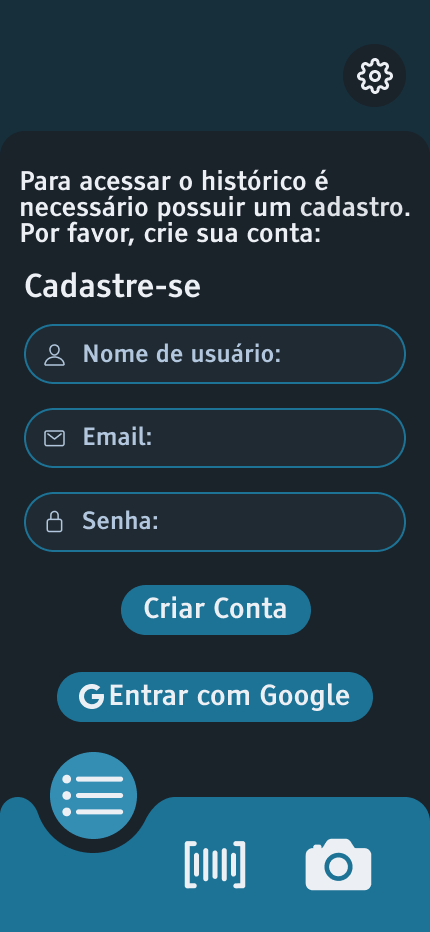 Para acessar o histórico é
necessário possuir um cadastro.
Por favor, crie sua conta:
Cadastre-se
Nome de usuário:
Email:
Senha:
Criar Conta
Entrar com Google